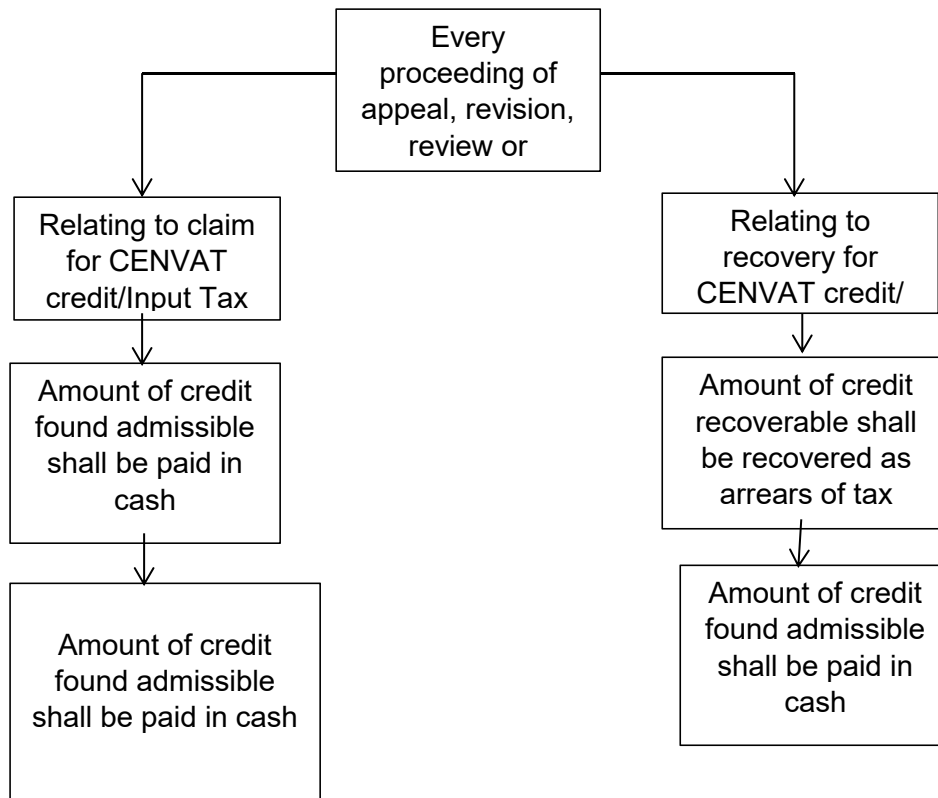 Every
proceeding of
appeal, revision,
review or
Relating to claim
for CENVAT
credit/Input Tax
Amount of credit
found admissible
shall be paid in
cash
Amount of credit
found admissible
shall be paid in cash
Relating to
recovery for
CENVAT credit/
Amount of credit
recoverable shall
be recovered as
arrears of tax
Amount of credit
found admissible
shall be paid in
cash